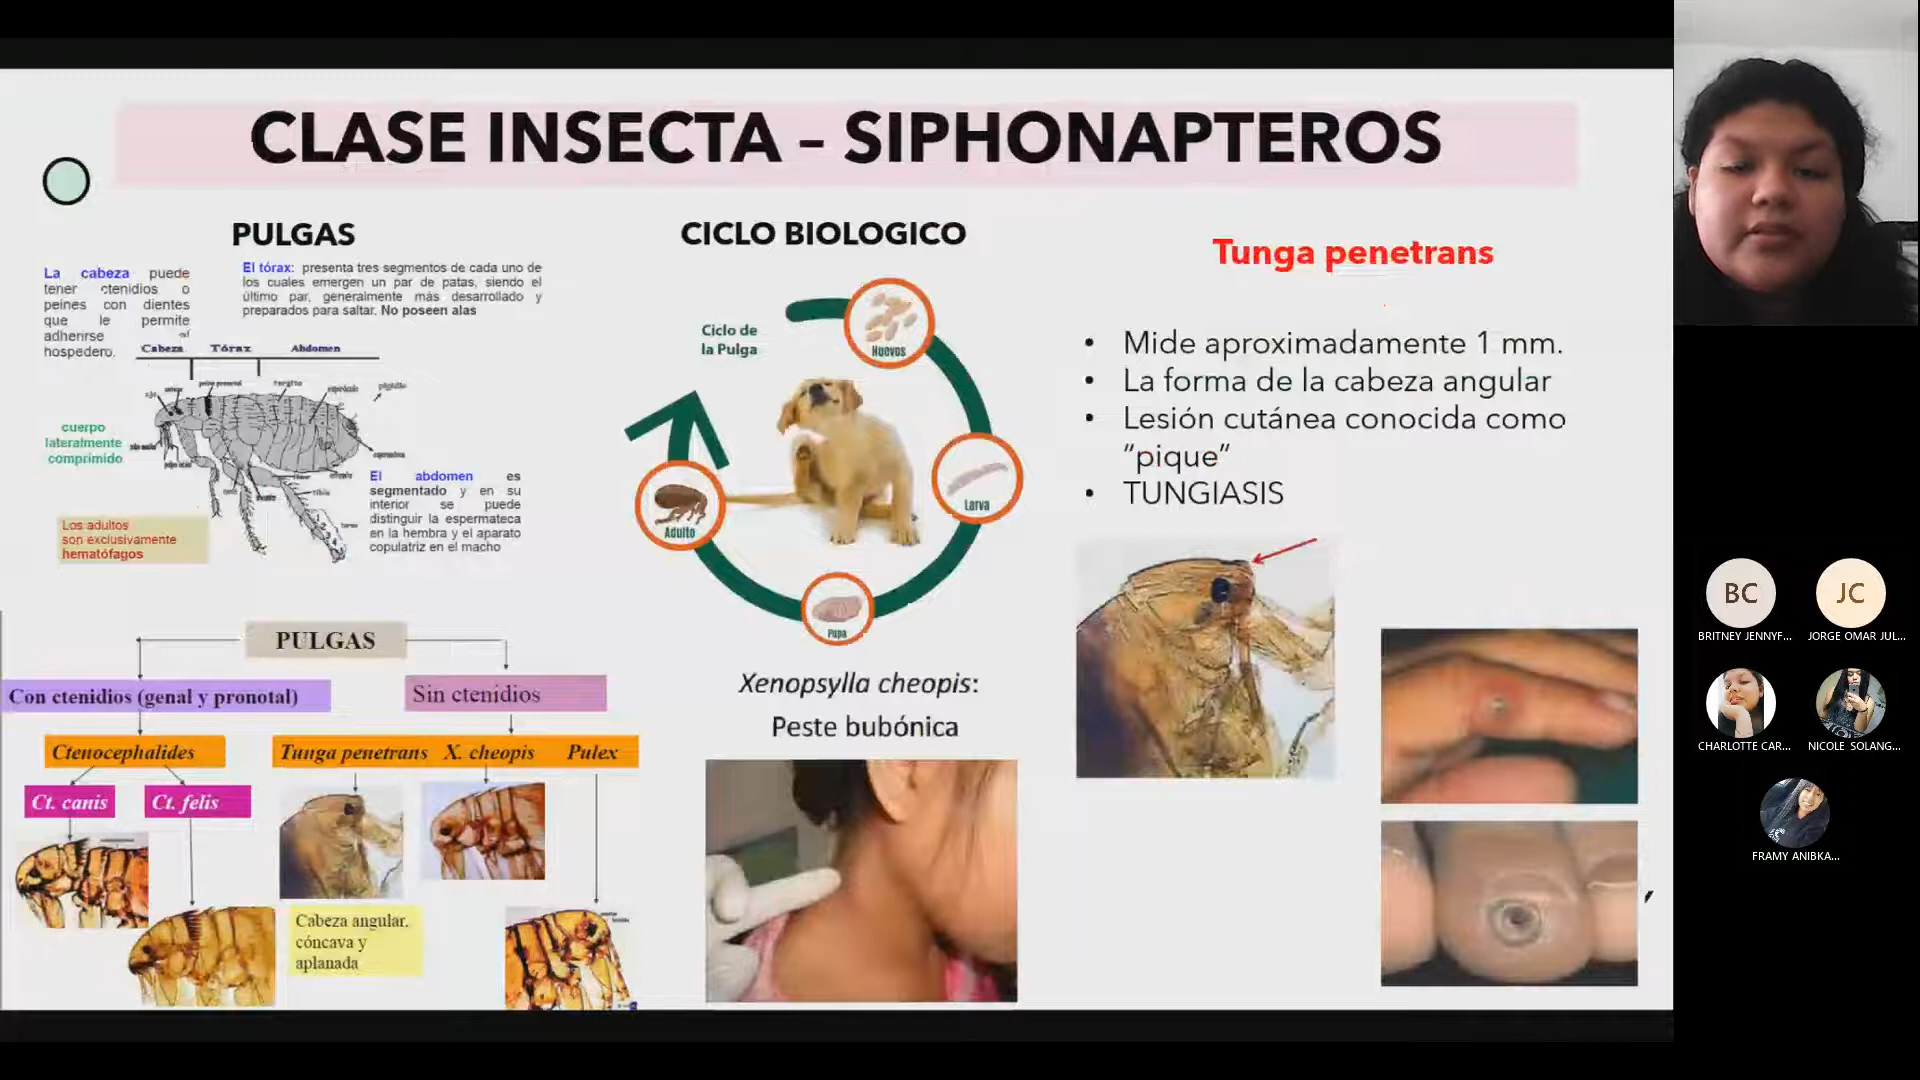 CLASE INSECTA – SIPHONAPTEROS
PULGAS
La cabeza puede
tener ctenidios o
peines con dientes
que le permite
adherirse al
hospedero.
El tórax: presenta tres segmentos de cada uno de
los cuales emergen un par de patas, siendo el
último par, generalmente más desarrollado y
preparados para saltar. No poseen alas
Cabeza Tórax Abdomen
cuerpo
lateralmente
comprimido
El abdomen es
segmentado y en su
interior se puede
distinguir la espermateca
en la hembra y el aparato
copulatriz en el macho
Los adultos
son exclusivamente
hematófagos
PULGAS
Con ctenidios (genal y pronotal)
Sin ctenidios
Ctenocephalides
Tunga penetrans X. cheopis Pulex
Ct. canis
Ct. felis
Cabeza angular,
cóncava y
aplanada
CICLO BIOLOGICO
Ciclo de
la Pulga
Huevos
Larva
Pupa
Adulto
Xenopsylla cheopis:
Peste bubónica
Tunga penetrans
• Mide aproximadamente 1 mm.
• La forma de la cabeza angular
• Lesión cutánea conocida como
“pique”
• TUNGIASIS
BC
BRITNEY JENNYF...
JC
JORGE OMAR JUL...
CHARLOTTE CAR...
NICOLE SOLANG...
FRAMY ANIBKA...